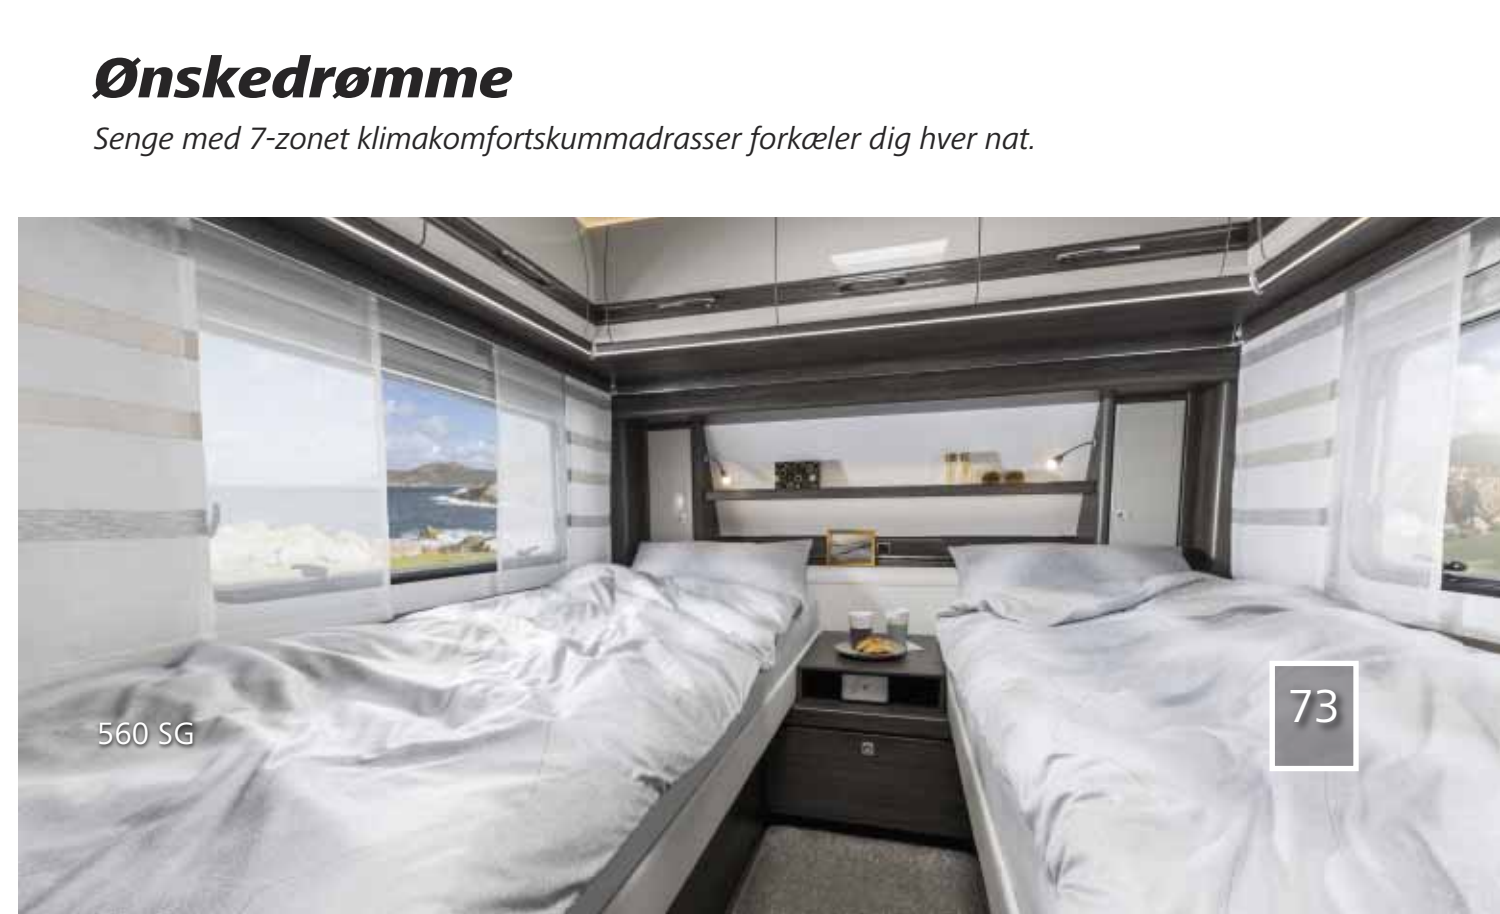 Ønskedrømme
Senge med 7-zonet klimakomfortskummadrasser forkæler dig hver nat.
560 SG
73